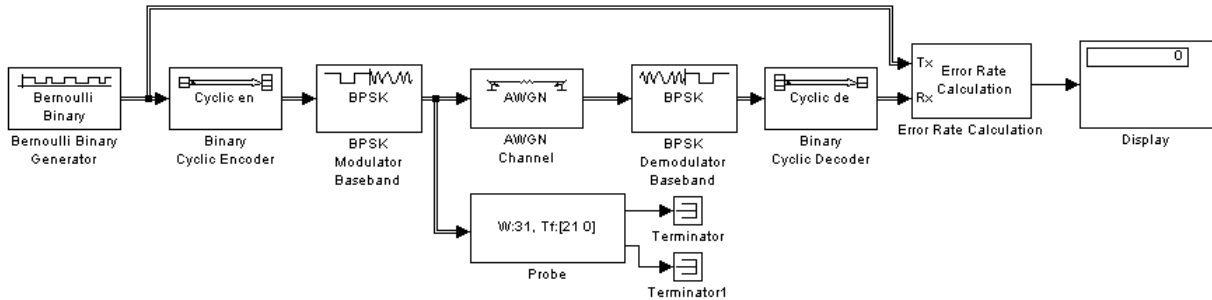 Bernoulli
Binary
Bernoulli Binary
Generator
Cyclic en
Binary
Cyclic Encoder
BPSK
BPSK
Modulator
Baseband
AWGN
AWGN
Channel
BPSK
BPSK
Demodulator
Baseband
Cyclic de
Binary
Cyclic Decoder
Tx
Rx
Error Rate
Calculation
Error Rate Calculation
0
Display
W:31, Tf:[21 0]
Probe
Terminator
Terminator1